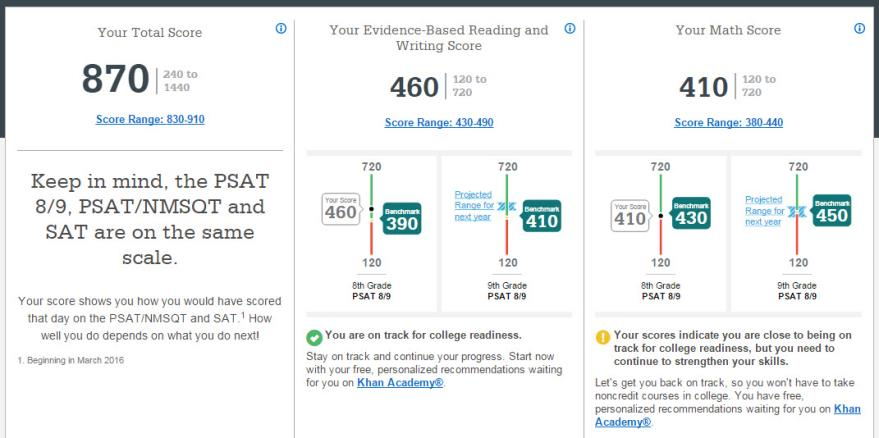 Your Total Score
870
240 to
1440
Score Range: 830-910
Keep in mind, the PSAT
8/9, PSAT/NMSQT and
SAT are on the same
scale.
Your score shows you how you would have scored
that day on the PSAT/NMSQT and SAT.¹ How
well you do depends on what you do next!
1. Beginning in March 2016
Your Evidence-Based Reading and
Writing Score
460
120 to
720
Score Range: 430-490
720
Your Score
460
Benchmark
390
120
8th Grade
PSAT 8/9
720
Projected
Range for
next year
Benchmark
410
120
9th Grade
PSAT 8/9
You are on track for college readiness.
Stay on track and continue your progress. Start now
with your free, personalized recommendations waiting
for you on Khan Academy®.
Your Math Score
410
120 to
720
Score Range: 380-440
720
Your Score
410
Benchmark
430
120
8th Grade
PSAT 8/9
720
Projected
Range for
next year
Benchmark
450
120
9th Grade
PSAT 8/9
Your scores indicate you are close to being on
track for college readiness, but you need to
continue to strengthen your skills.
Let's get you back on track, so you won't have to take
noncredit courses in college. You have free,
personalized recommendations waiting for you on Khan
Academy®.